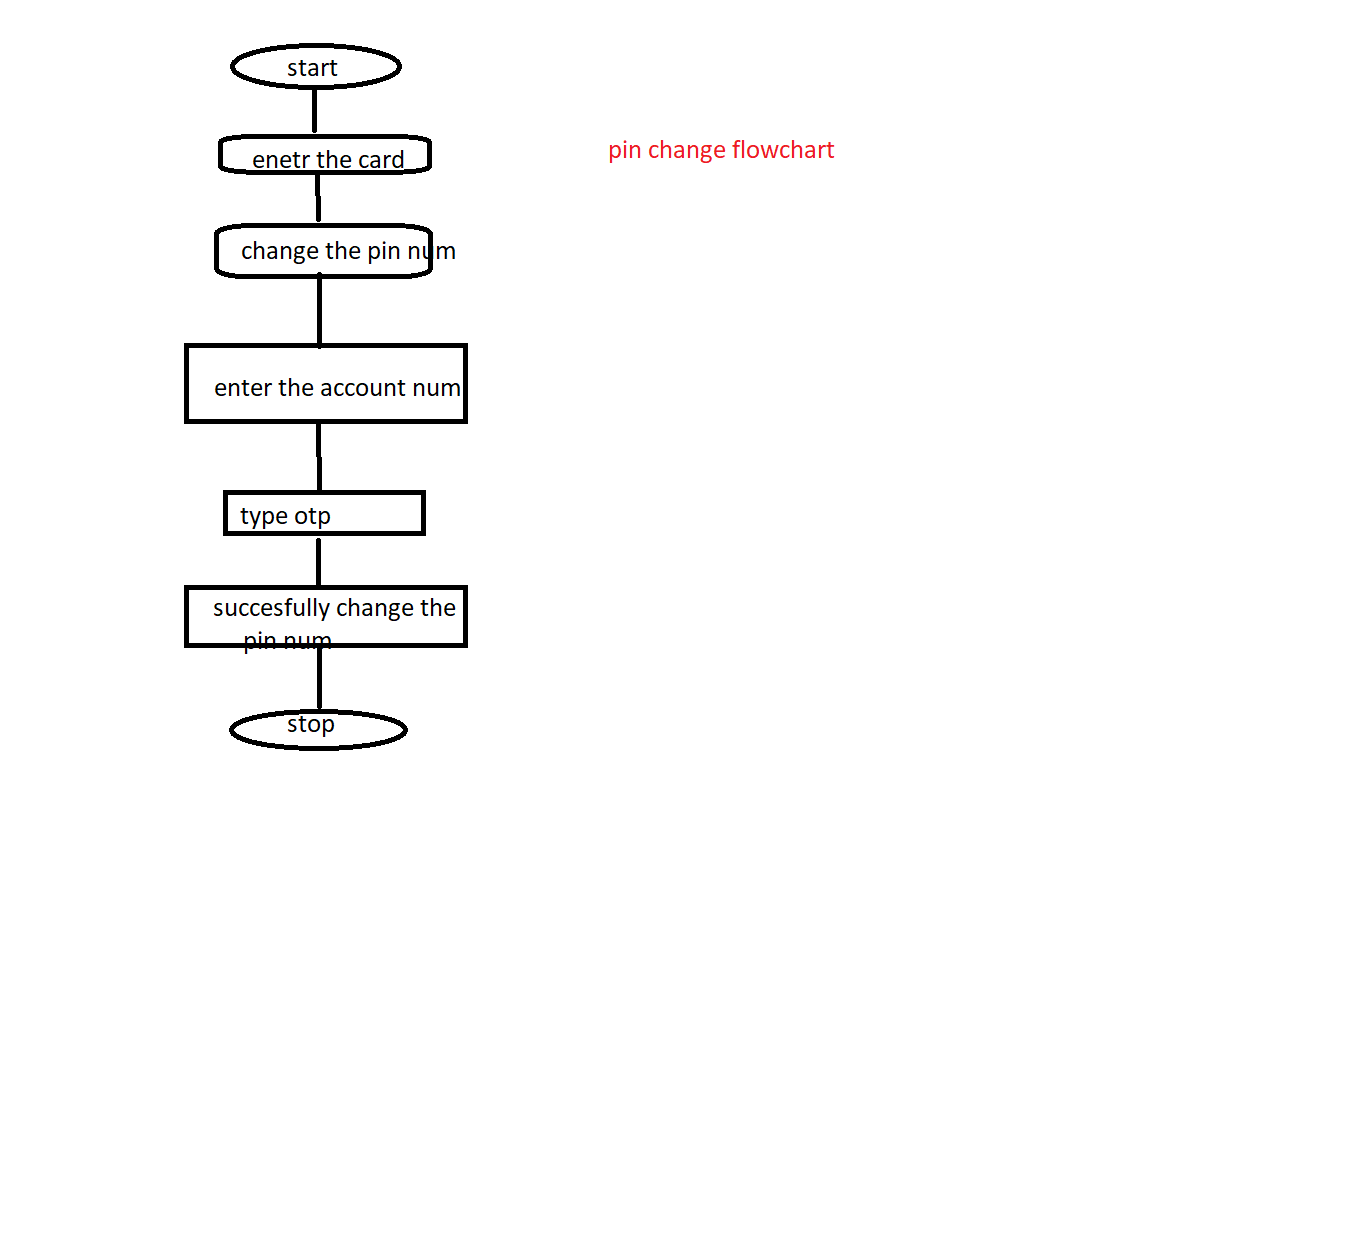 start
enetr the card
pin change flowchart
change the pin num
enter the account num
type otp
succesfully change the
pin num
stop